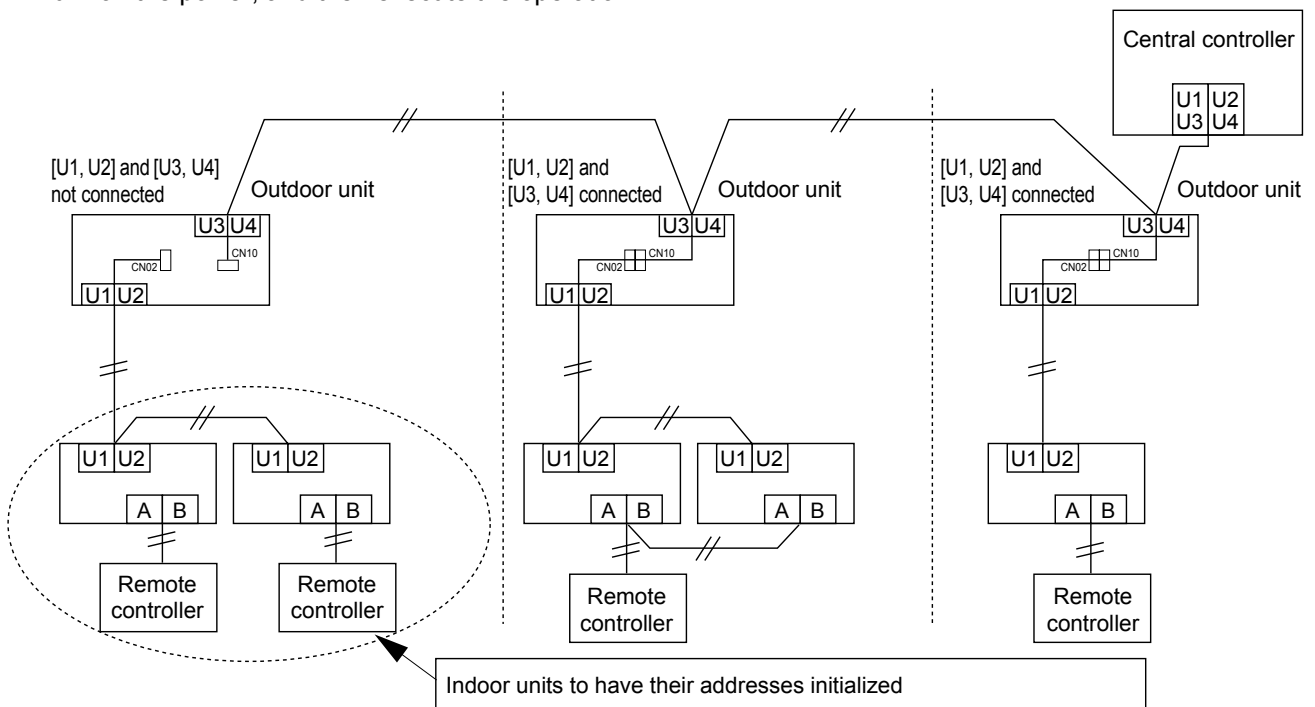 Central controller
U1 U2
U3 U4
[U1, U2] and [U3, U4]
not connected
Outdoor unit
[U1, U2] and
[U3, U4] connected
Outdoor unit
[U1, U2] and
[U3, U4] connected
Outdoor unit
U3 U4
U3 U4
U3 U4
CN02
CN10
CN02
CN10
CN02
CN10
U1 U2
U1 U2
U1 U2
U1 U2
U1 U2
U1 U2
U1 U2
U1 U2
A B
A B
A B
A B
A B
Remote
controller
Remote
controller
Remote
controller
Remote
controller
Indoor units to have their addresses initialized